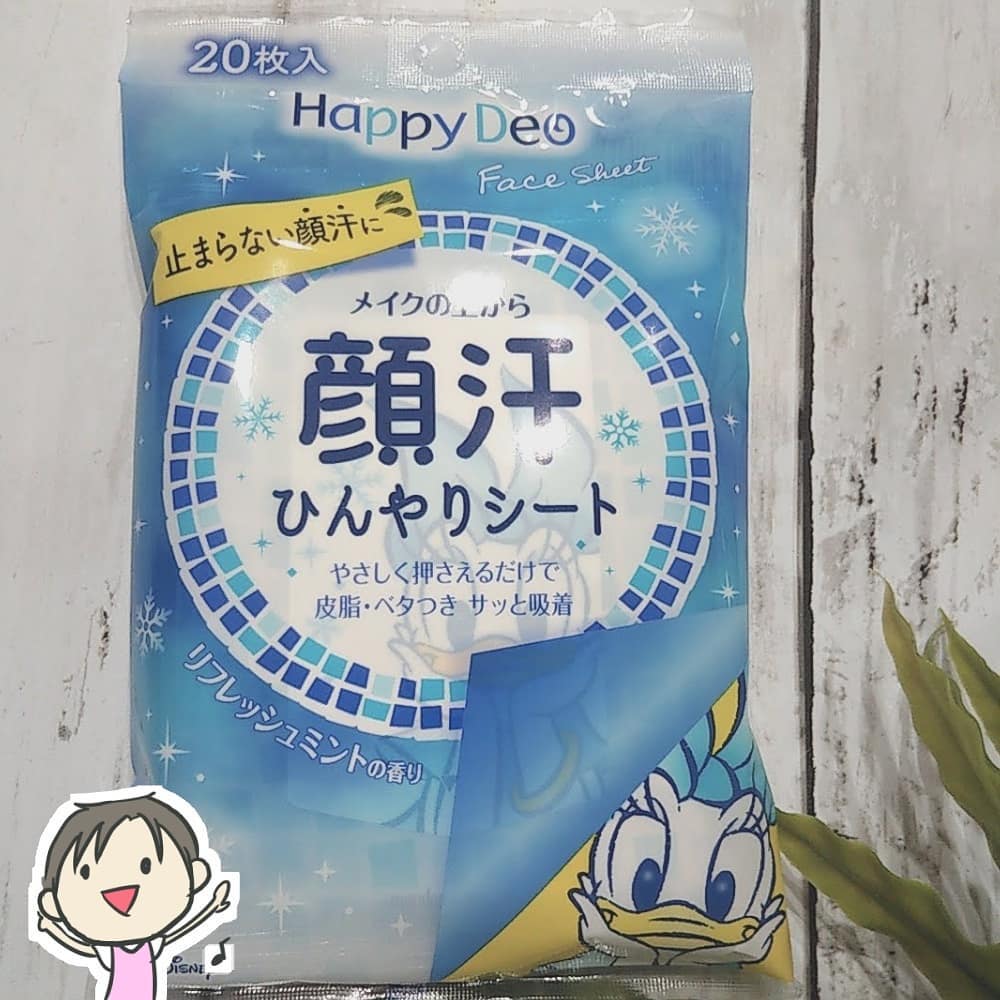 20枚入
Happy Deo
Face Sheet
止まらない顔汗に
メイクの上から
顔汗
ひんやりシート
やさしく押さえるだけで
皮脂・ベタつき サッと吸着
リフレッシュミントの香り
DISNEY